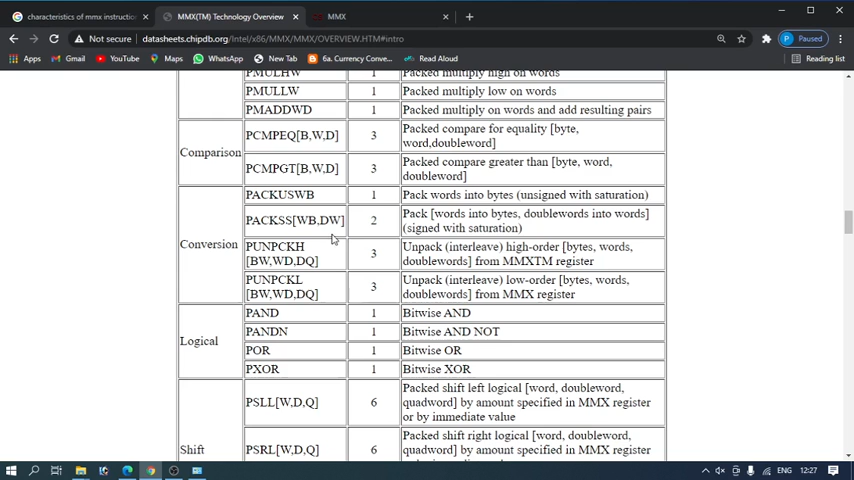 characteristics of mmx instructio
MMX(TM) Technology Overview
MMX
Not secure
datasheets.chipdb.org/Intel/x86/MMX/MMX/OVERVIEW.HTM#intro
P
Paused
Apps
Gmail
YouTube
Maps
WhatsApp
New Tab
6a. Currency Conve...
Read Aloud
Reading list
PMULHW 1 Packed multiply high on words
PMULLW 1 Packed multiply low on words
PMADDWD 1 Packed multiply on words and add resulting pairs
Comparison
PCMPEQ[B,W,D] 3 Packed compare for equality [byte,
word,doubleword]
PCMPGT[B,W,D] 3 Packed compare greater than [byte, word,
doubleword]
Conversion
PACKUSWB 1 Pack words into bytes (unsigned with saturation)
PACKSS[WB,DW] 2 Pack [words into bytes, doublewords into words]
(signed with saturation)
PUNPCKH
[BW,WD,DQ] 3 Unpack (interleave) high-order [bytes, words,
doublewords] from MMXTM register
PUNPCKL
[BW,WD,DQ] 3 Unpack (interleave) low-order [bytes, words,
doublewords] from MMX register
Logical
PAND 1 Bitwise AND
PANDN 1 Bitwise AND NOT
POR 1 Bitwise OR
PXOR 1 Bitwise XOR
Shift
PSLL[W,D,Q] 6 Packed shift left logical [word, doubleword,
quadword] by amount specified in MMX register
or by immediate value
PSRL[W,D,Q] 6 Packed shift right logical [word, doubleword,
quadword] by amount specified in MMX register
ENG
12:27